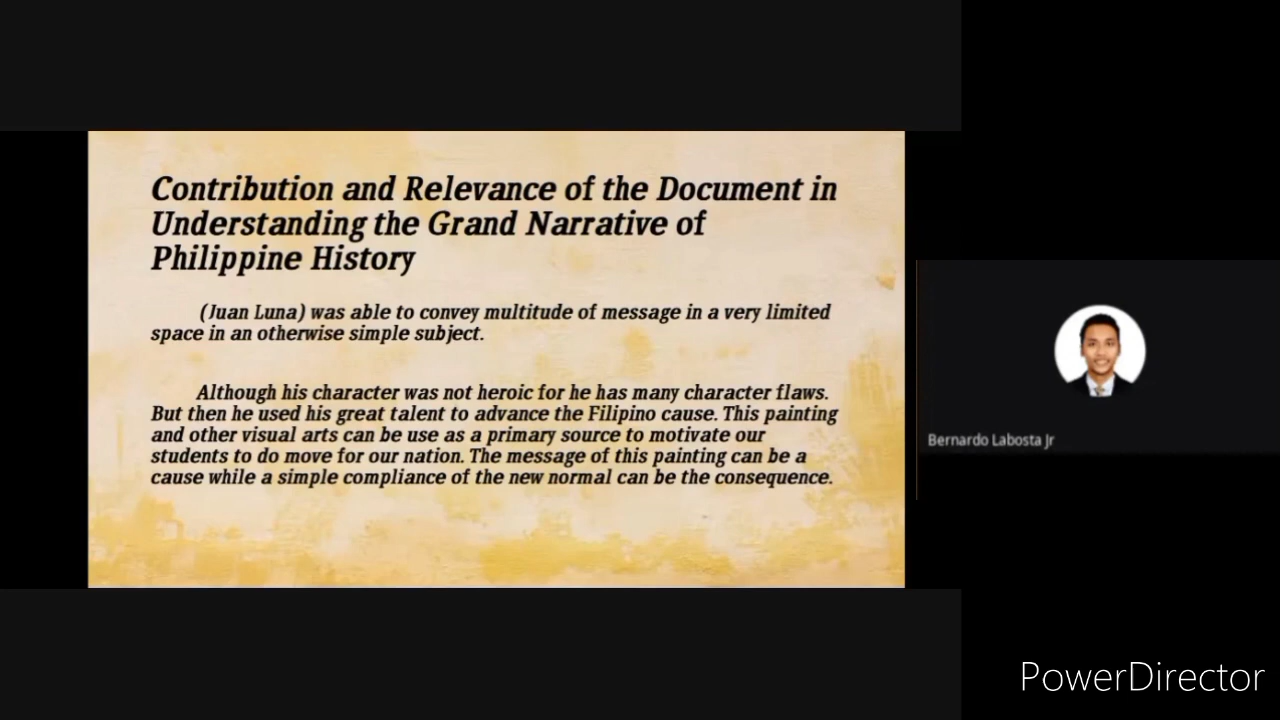 Contribution and Relevance of the Document in
Understanding the Grand Narrative of
Philippine History
(Juan Luna) was able to convey multitude of message in a very limited
space in an otherwise simple subject.
Although his character was not heroic for he has many character flaws.
But then he used his great talent to advance the Filipino cause. This painting
and other visual arts can be use as a primary source to motivate our
students to do move for our nation. The message of this painting can be a
cause while a simple compliance of the new normal can be the consequence.
Bernardo Labosta Jr
PowerDirector